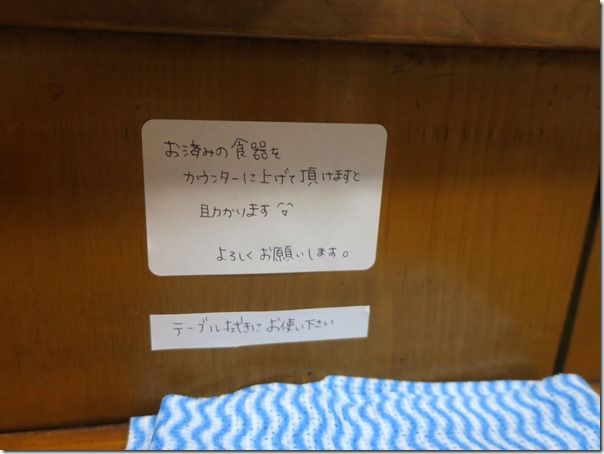 お済みの食器を
カウンターに上げて頂けますと
助かります
よろしくお願いします。
テーブル拭きにお使い下さい